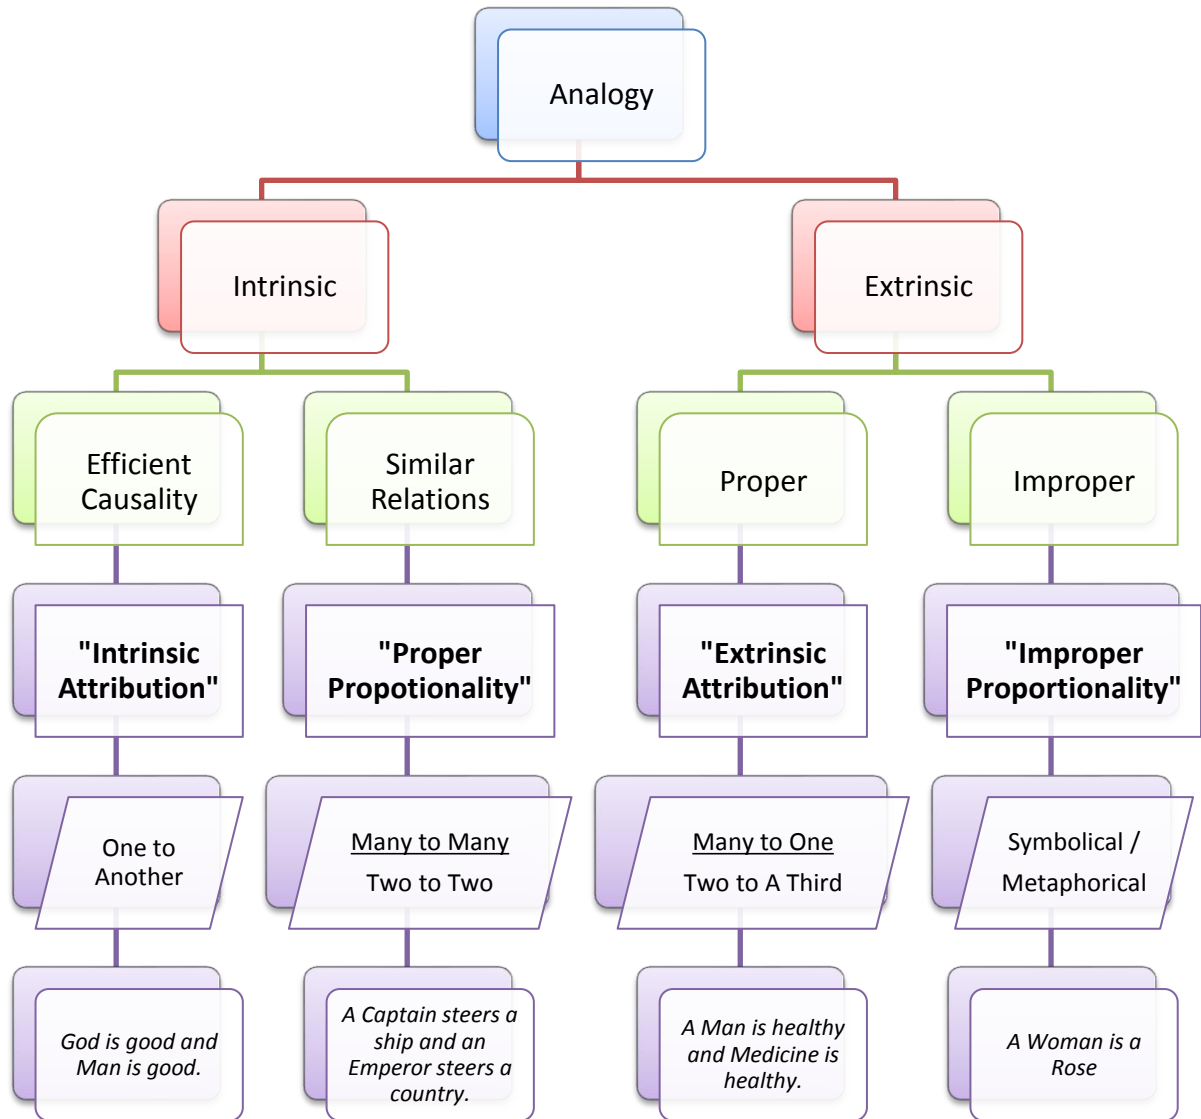 Analogy
Intrinsic
Extrinsic
Efficient
Causality
Similar
Relations
Proper
Improper
"Intrinsic
Attribution"
"Proper
Propotionality"
"Extrinsic
Attribution"
"Improper
Proportionality"
One to
Another
Many to Many
Two to Two
Many to One
Two to A Third
Symbolical /
Metaphorical
God is good and
Man is good.
A Captain steers a
ship and an
Emperor steers a
country.
A Man is healthy
and Medicine is
healthy.
A Woman is a
Rose